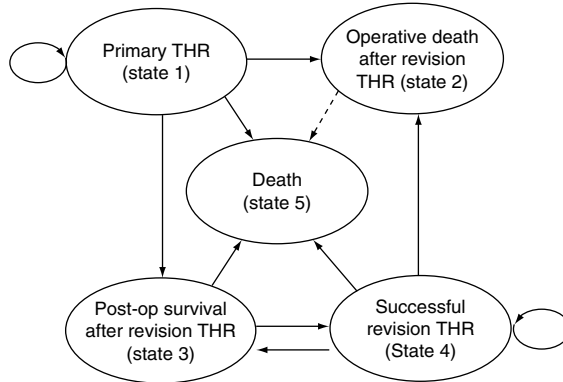 Primary THR
(state 1)
Operative death
after revision
THR (state 2)
Death
(state 5)
Post-op survival
after revision THR
(state 3)
Successful
revision THR
(State 4)